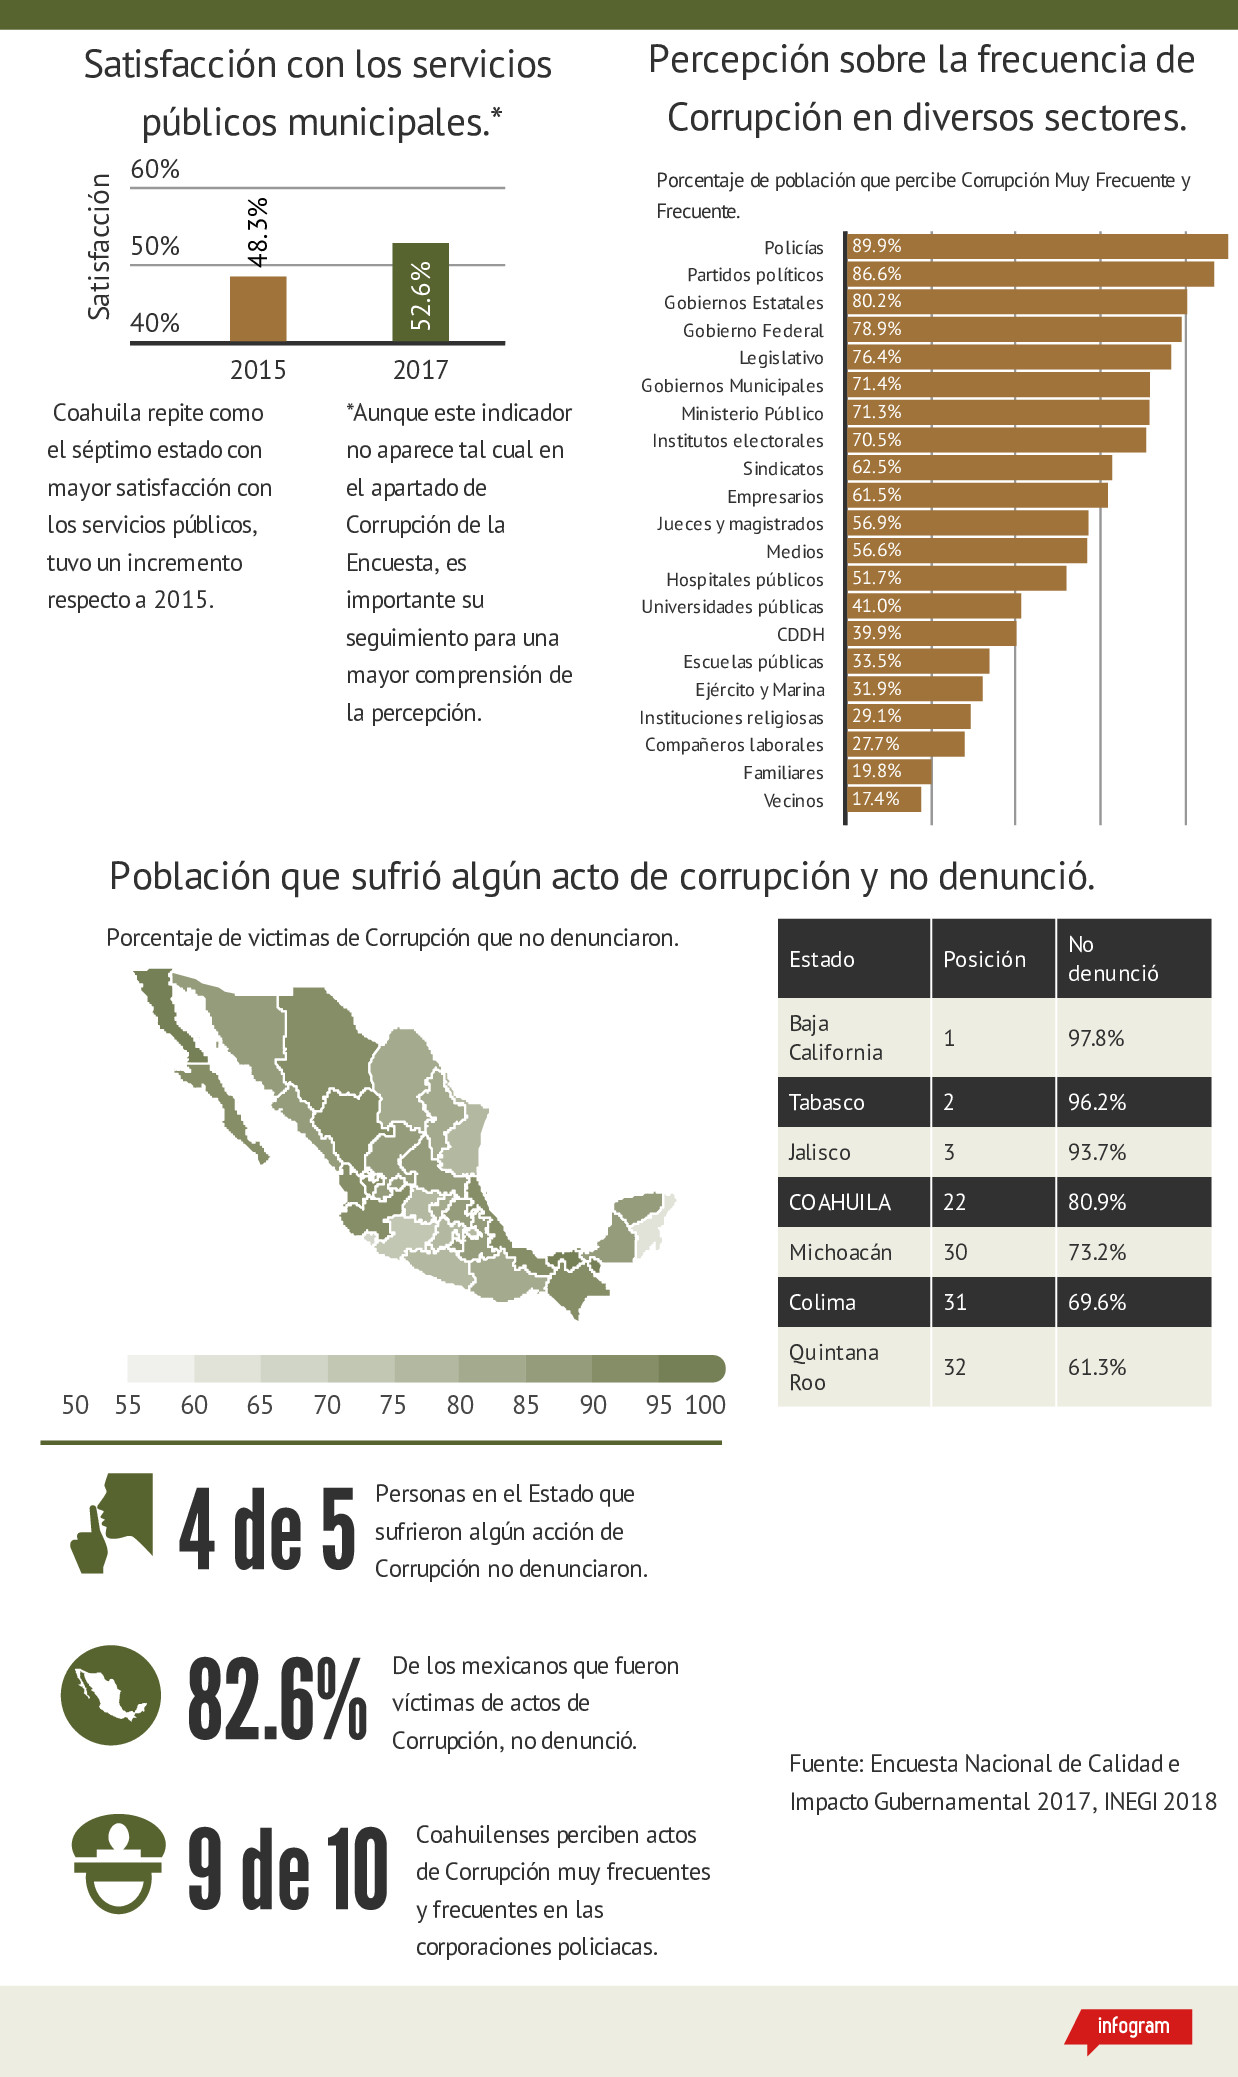 Satisfacción con los servicios
públicos municipales.*
Satisfacción
60%
50%
40%
48.3%
52.6%
2015
2017
Coahuila repite como
el séptimo estado con
mayor satisfacción con
los servicios públicos,
tuvo un incremento
respecto a 2015.
*Aunque este indicador
no aparece tal cual en
el apartado de
Corrupción de la
Encuesta, es
importante su
seguimiento para una
mayor comprensión de
la percepción.
Percepción sobre la frecuencia de
Corrupción en diversos sectores.
Porcentaje de población que percibe Corrupción Muy Frecuente y
Frecuente.
Policías 89.9%
Partidos políticos 86.6%
Gobiernos Estatales 80.2%
Gobierno Federal 78.9%
Legislativo 76.4%
Gobiernos Municipales 71.4%
Ministerio Público 71.3%
Institutos electorales 70.5%
Sindicatos 62.5%
Empresarios 61.5%
Jueces y magistrados 56.9%
Medios 56.6%
Hospitales públicos 51.7%
Universidades públicas 41.0%
CDDH 39.9%
Escuelas públicas 33.5%
Ejército y Marina 31.9%
Instituciones religiosas 29.1%
Compañeros laborales 27.7%
Familiares 19.8%
Vecinos 17.4%
Población que sufrió algún acto de corrupción y no denunció.
Porcentaje de victimas de Corrupción que no denunciaron.
50 55 60 65 70 75 80 85 90 95 100
Estado Posición No
denunció
Baja
California 1 97.8%
Tabasco 2 96.2%
Jalisco 3 93.7%
COAHUILA 22 80.9%
Michoacán 30 73.2%
Colima 31 69.6%
Quintana
Roo 32 61.3%
4 de 5
Personas en el Estado que
sufrieron algún acción de
Corrupción no denunciaron.
82.6%
De los mexicanos que fueron
víctimas de actos de
Corrupción, no denunció.
9 de 10
Coahuilenses perciben actos
de Corrupción muy frecuentes
y frecuentes en las
corporaciones policiacas.
Fuente: Encuesta Nacional de Calidad e
Impacto Gubernamental 2017, INEGI 2018
infogram